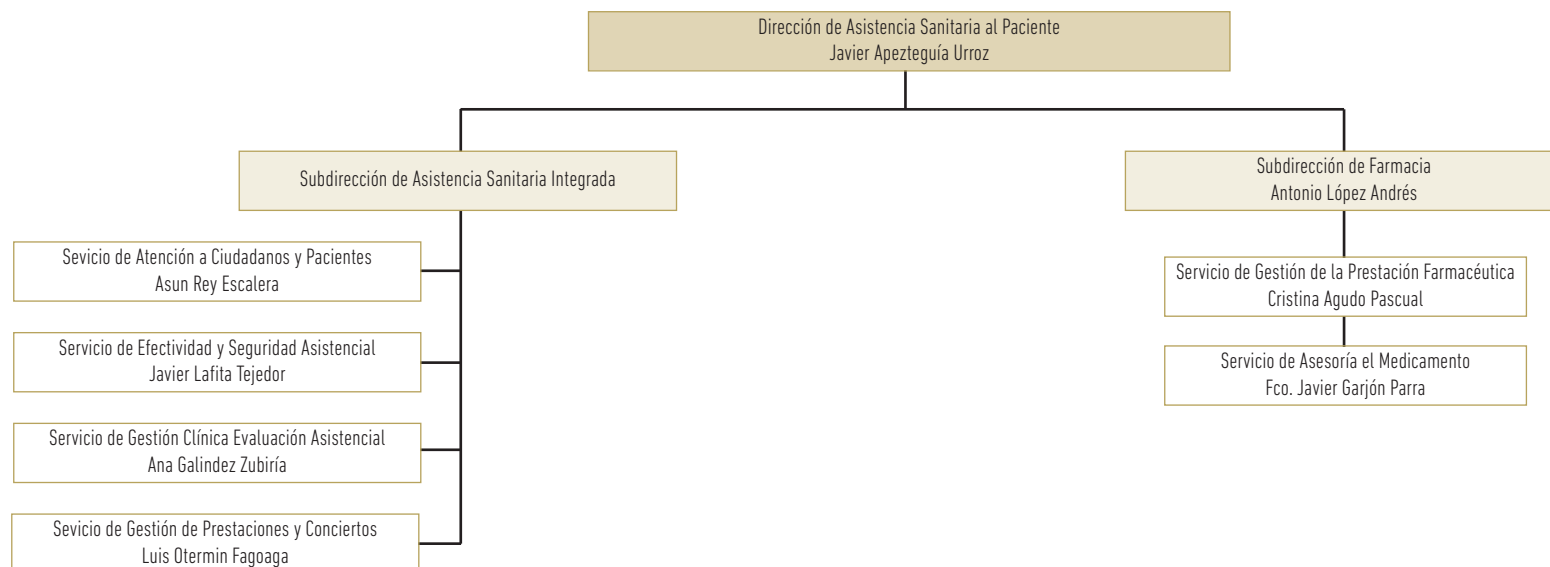 Dirección de Asistencia Sanitaria al Paciente
Javier Apezteguía Urroz
Subdirección de Asistencia Sanitaria Integrada
Subdirección de Farmacia
Antonio López Andrés
Sevicio de Atención a Ciudadanos y Pacientes
Asun Rey Escalera
Servicio de Efectividad y Seguridad Asistencial
Javier Lafita Tejedor
Servicio de Gestión Clínica Evaluación Asistencial
Ana Galindez Zubiría
Sevicio de Gestión de Prestaciones y Conciertos
Luis Otermin Fagoaga
Servicio de Gestión de la Prestación Farmacéutica
Cristina Agudo Pascual
Servicio de Asesoría el Medicamento
Fco. Javier Garjón Parra